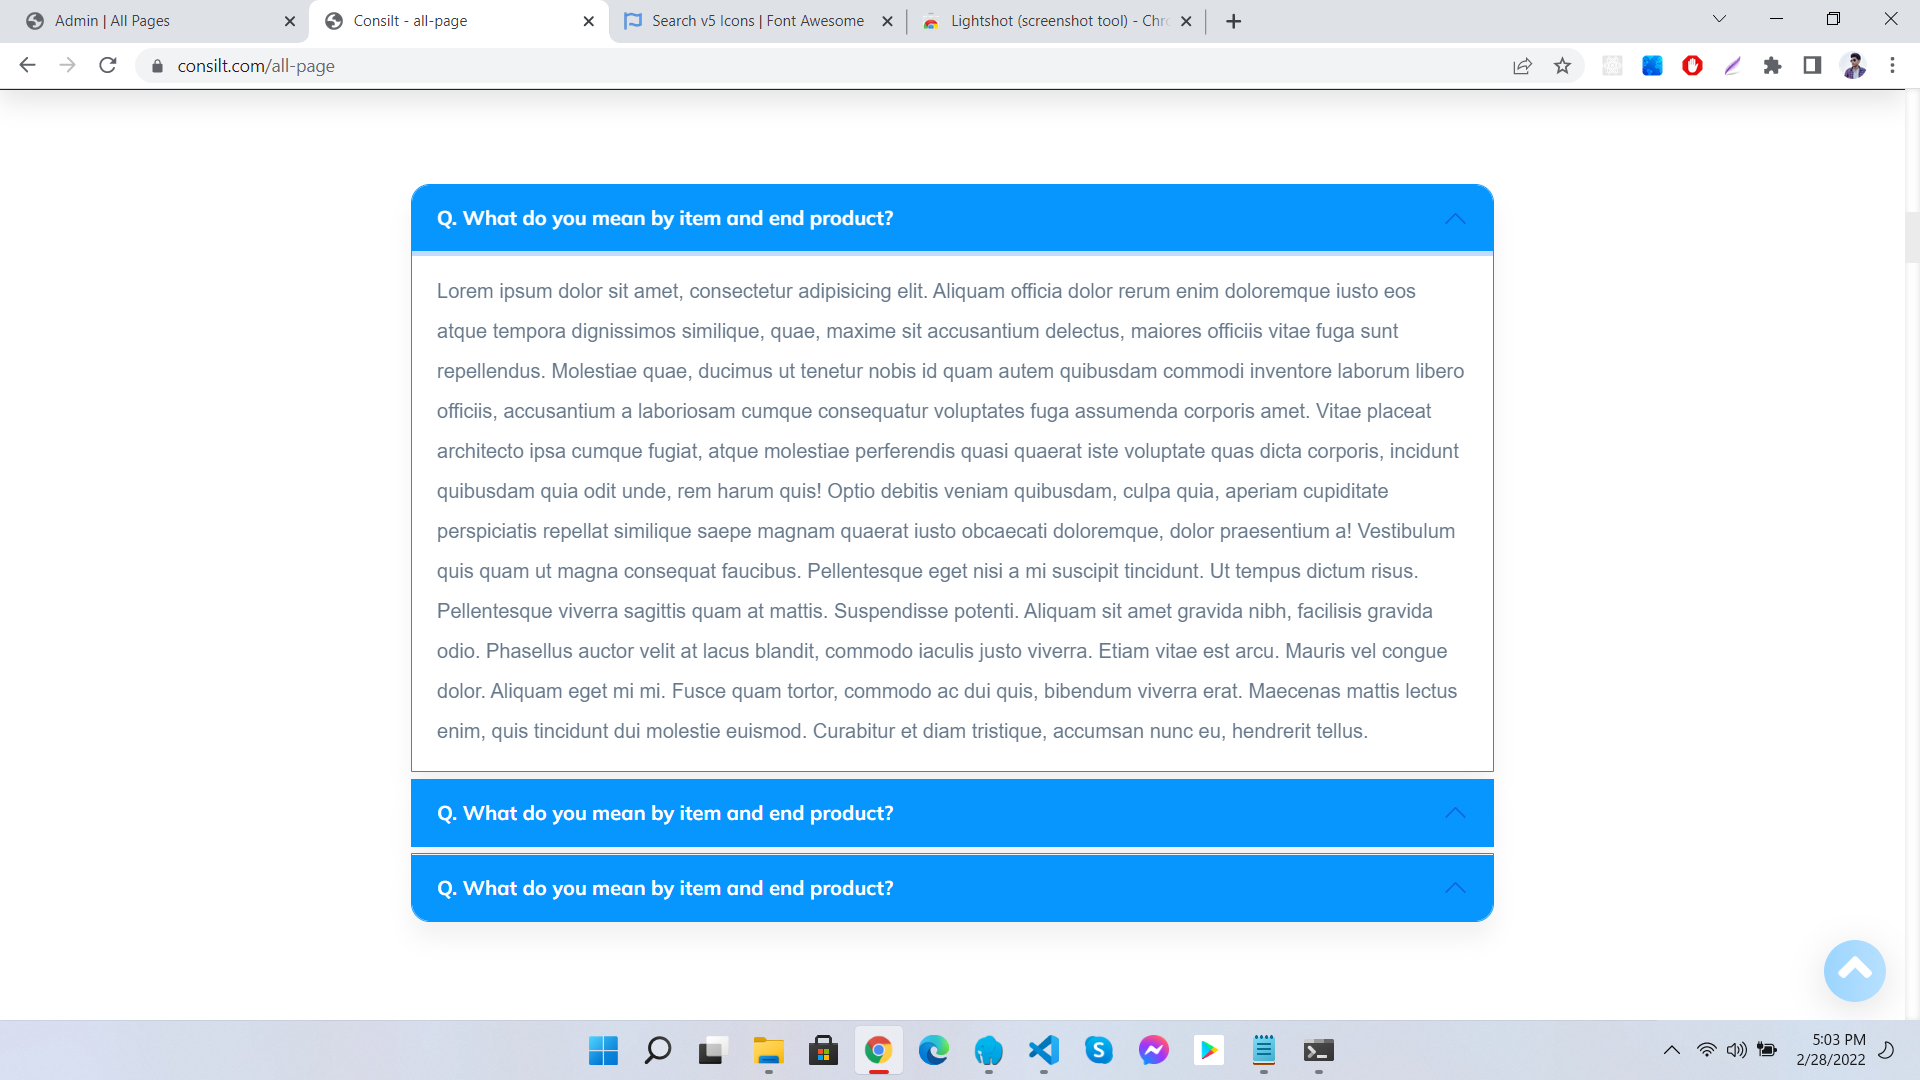 Admin | All Pages
Consilt - all-page
Search v5 Icons | Font Awesome
Lightshot (screenshot tool) - Chr
consilt.com/all-page
Q. What do you mean by item and end product?
Lorem ipsum dolor sit amet, consectetur adipisicing elit. Aliquam officia dolor rerum enim doloremque iusto eos
atque tempora dignissimos similique, quae, maxime sit accusantium delectus, maiores officiis vitae fuga sunt
repellendus. Molestiae quae, ducimus ut tenetur nobis id quam autem quibusdam commodi inventore laborum libero
officiis, accusantium a laboriosam cumque consequatur voluptates fuga assumenda corporis amet. Vitae placeat
architecto ipsa cumque fugiat, atque molestiae perferendis quasi quaerat iste voluptate quas dicta corporis, incidunt
quibusdam quia odit unde, rem harum quis! Optio debitis veniam quibusdam, culpa quia, aperiam cupiditate
perspiciatis repellat similique saepe magnam quaerat iusto obcaecati doloremque, dolor praesentium a! Vestibulum
quis quam ut magna consequat faucibus. Pellentesque eget nisi a mi suscipit tincidunt. Ut tempus dictum risus.
Pellentesque viverra sagittis quam at mattis. Suspendisse potenti. Aliquam sit amet gravida nibh, facilisis gravida
odio. Phasellus auctor velit at lacus blandit, commodo iaculis justo viverra. Etiam vitae est arcu. Mauris vel congue
dolor. Aliquam eget mi mi. Fusce quam tortor, commodo ac dui quis, bibendum viverra erat. Maecenas mattis lectus
enim, quis tincidunt dui molestie euismod. Curabitur et diam tristique, accumsan nunc eu, hendrerit tellus.
Q. What do you mean by item and end product?
Q. What do you mean by item and end product?
5:03 PM
2/28/2022